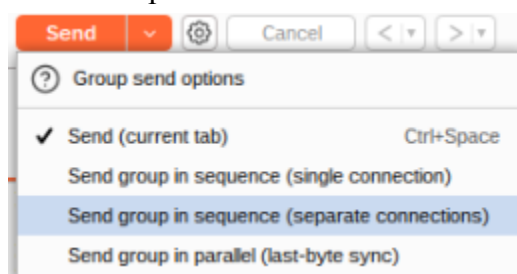 Send Cancel < >
? Group send options
✓ Send (current tab) Ctrl+Space
Send group in sequence (single connection)
Send group in sequence (separate connections)
Send group in parallel (last-byte sync)